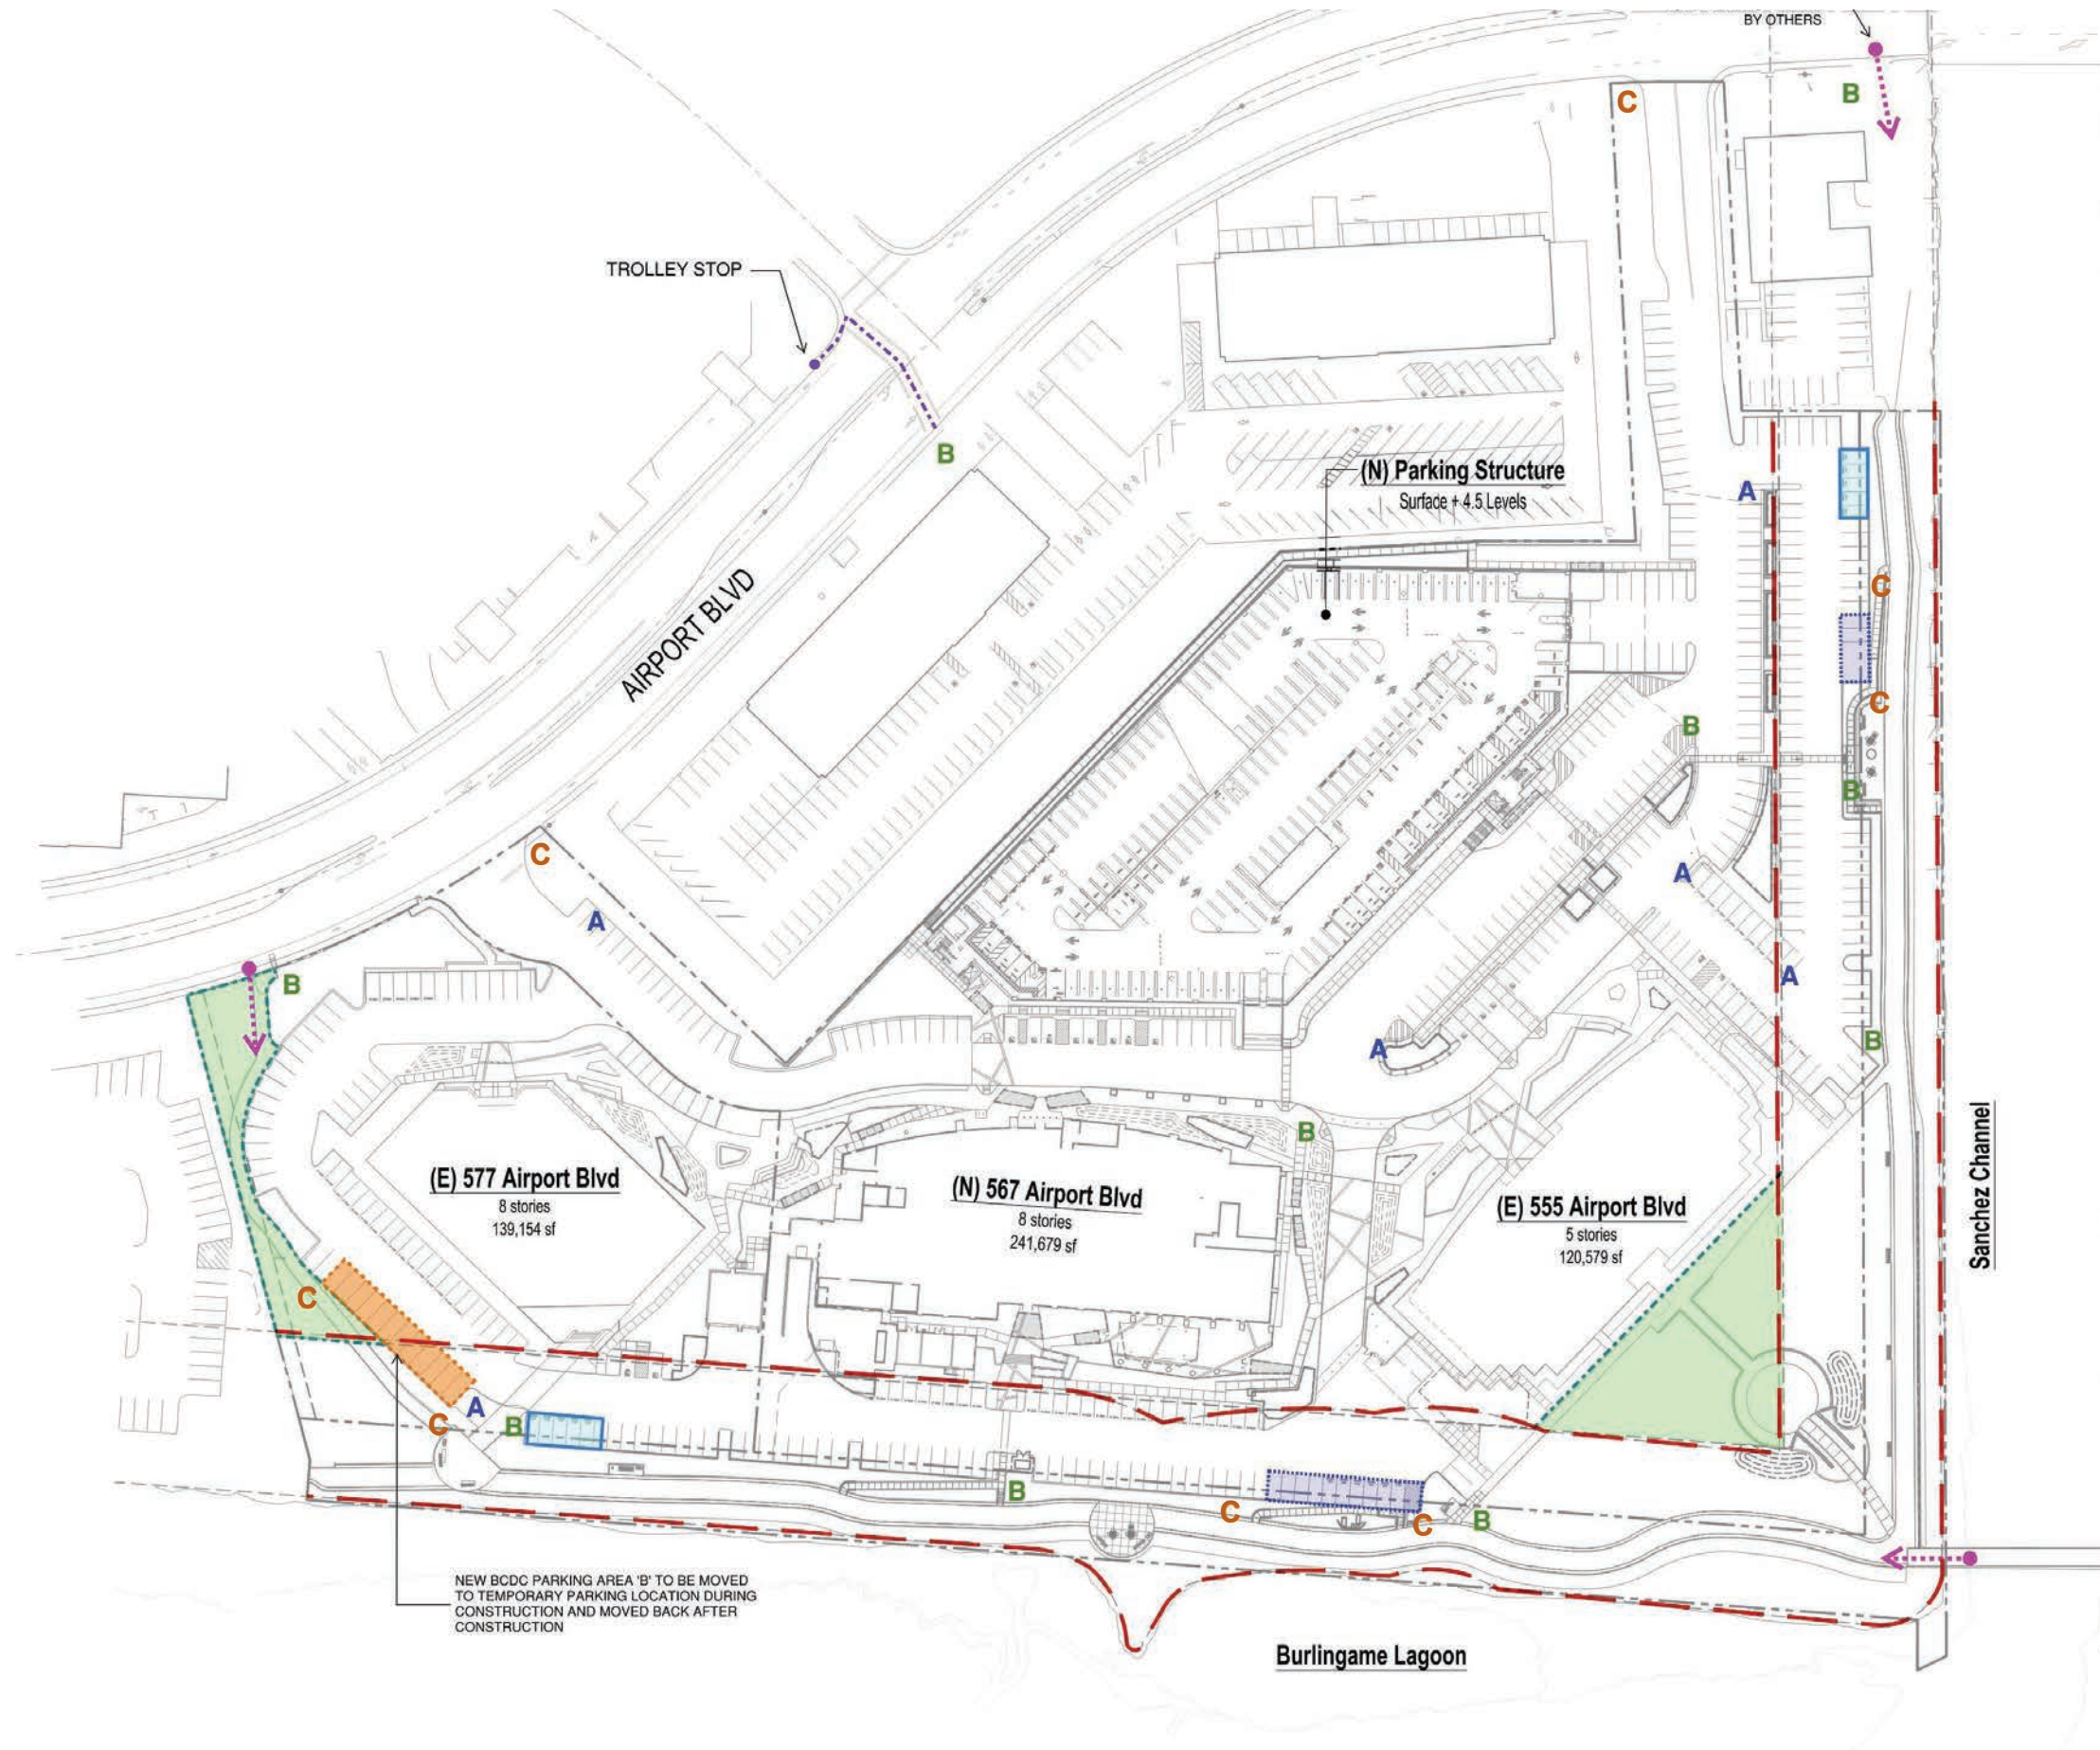 BY OTHERS
C
B
TROLLEY STOP
B
(N) Parking Structure
Surface + 4.5 Levels
A
AIRPORT BLVD
C
C
B
B
C
A
A
A
B
B
A
B
(E) 577 Airport Blvd
8 stories
139,154 sf
(N) 567 Airport Blvd
8 stories
241,679 sf
(E) 555 Airport Blvd
5 stories
120,579 sf
Sanchez Channel
C
A
C
B
B
C
C
B
NEW BCDC PARKING AREA 'B' TO BE MOVED
TO TEMPORARY PARKING LOCATION DURING
CONSTRUCTION AND MOVED BACK AFTER
CONSTRUCTION
Burlingame Lagoon